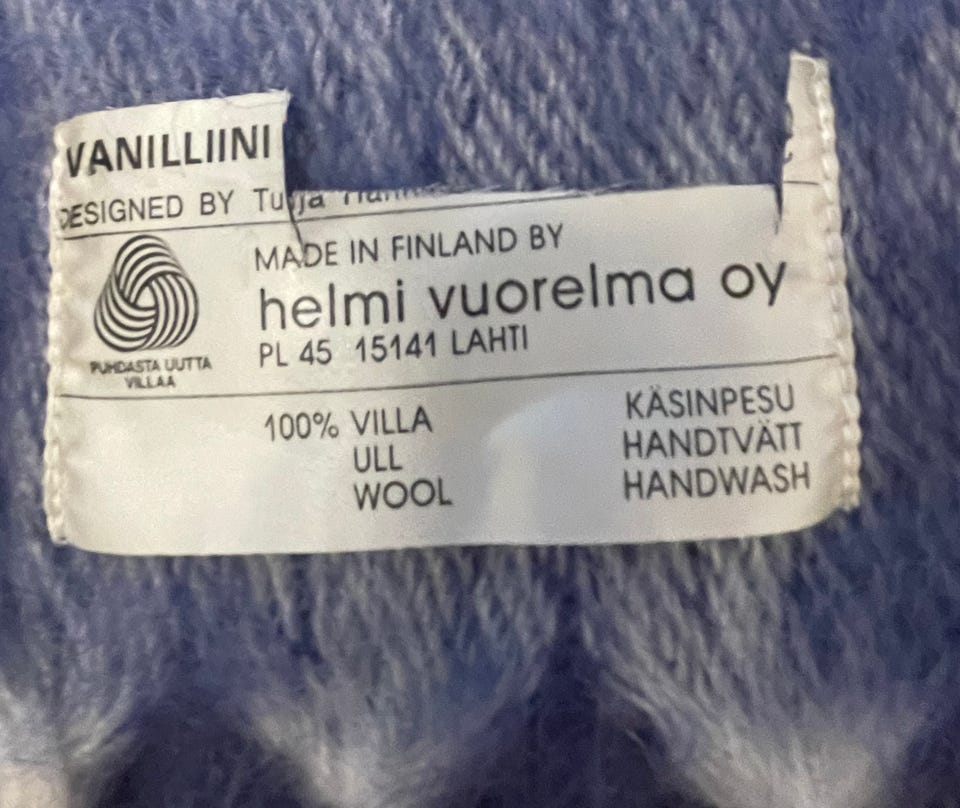 VANILLIINI
DESIGNED BY Tuija
PUHDASTA UUTTA
VILLAA
MADE IN FINLAND BY
helmi vuorelma oy
PL 45 15141 LAHTI
100% VILLA
ULL
WOOL
KÄSINPESU
HANDTVÄTT
HANDWASH